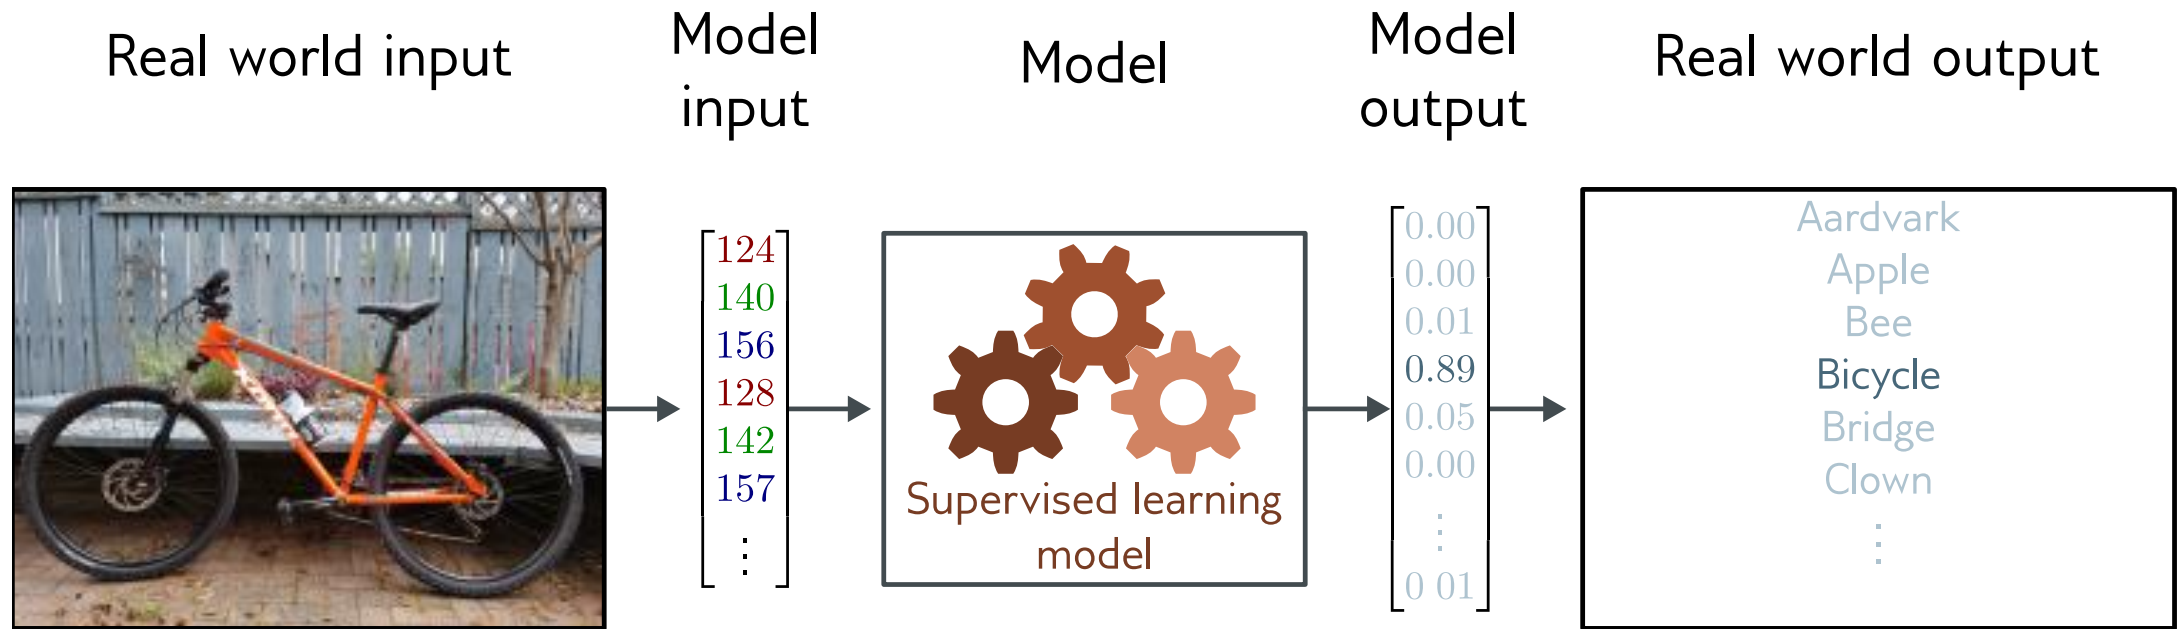 Real world input
Model
input
Model
Model
output
Real world output
124
140
156
128
142
157
⋮
Supervised learning
model
0.00
0.00
0.01
0.89
0.05
0.00
⋮
0 01
Aardvark
Apple
Bee
Bicycle
Bridge
Clown
⋮